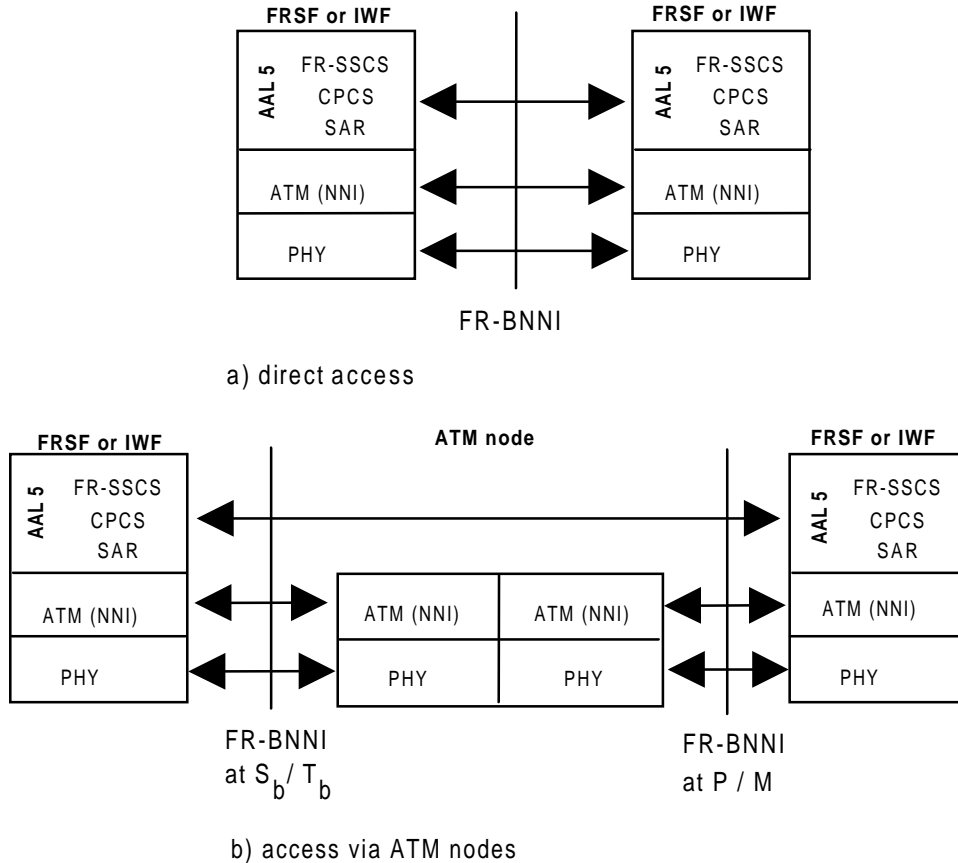 FRSF or IWF
FRSF or IWF
AAL 5
FR-SSCS
CPCS
SAR
ATM (NNI)
PHY
AAL 5
FR-SSCS
CPCS
SAR
ATM (NNI)
PHY
FR-BNNI
a) direct access
FRSF or IWF
ATM node
FRSF or IWF
AAL 5
FR-SSCS
CPCS
SAR
ATM (NNI)
PHY
ATM (NNI)
ATM (NNI)
PHY
PHY
AAL 5
FR-SSCS
CPCS
SAR
ATM (NNI)
PHY
FR-BNNI
at Sb/ Tb
FR-BNNI
at P / M
b) access via ATM nodes